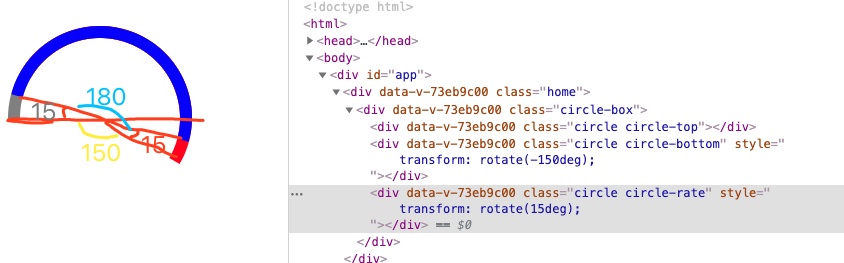 180
15
150
15
<!doctype html>
<html>
<head>…</head>
<body>
<div id="app">
<div data-v-73eb9c00 class="home">
<div data-v-73eb9c00 class="circle-box">
<div data-v-73eb9c00 class="circle circle-top"></div>
<div data-v-73eb9c00 class="circle circle-bottom" style="
transform: rotate(-150deg);
"></div>
… <div data-v-73eb9c00 class="circle circle-rate" style="
transform: rotate(15deg);
"></div> == $0
</div>
</div>